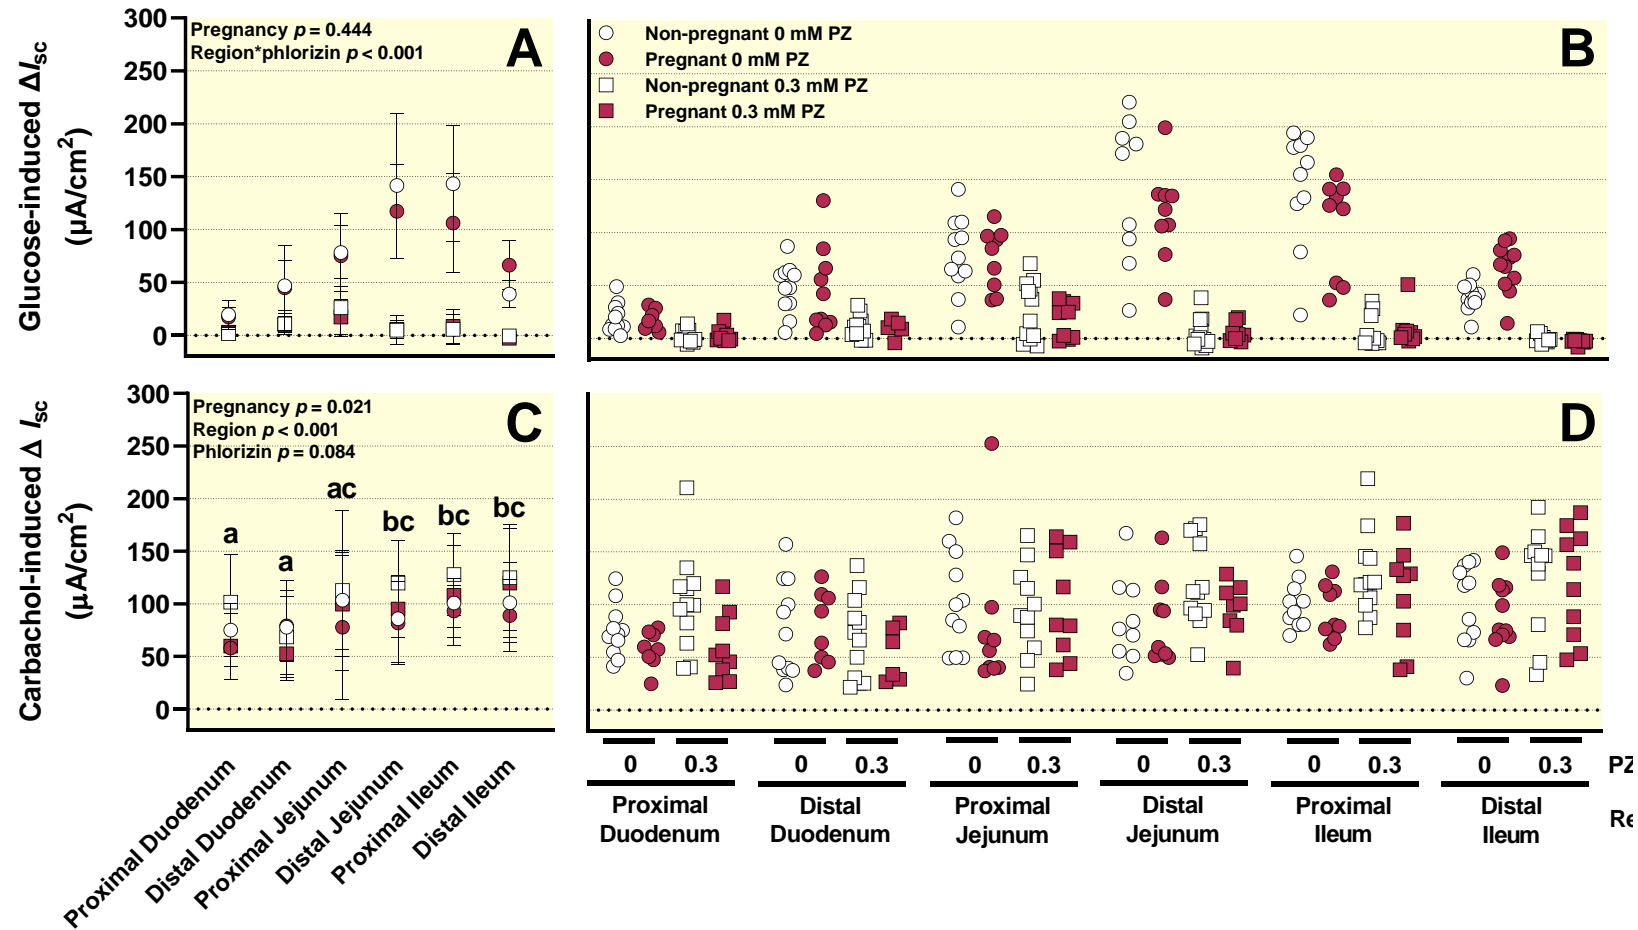 Glucose-induced ΔIsc
(µA/cm²)
300
250
200
150
100
50
0
Pregnancy p = 0.444
Region*phlorizin p < 0.001
A
Non-pregnant 0 mM PZ
Pregnant 0 mM PZ
Non-pregnant 0.3 mM PZ
Pregnant 0.3 mM PZ
B
Carbachol-induced Δ Isc
(µA/cm²)
300
250
200
150
100
50
0
Pregnancy p = 0.021
Region p < 0.001
Phlorizin p = 0.084
C
a
a
ac
bc
bc
bc
Proximal Duodenum
Distal Duodenum
Proximal Jejunum
Distal Jejunum
Proximal Ileum
Distal Ileum
D
0 0.3 0 0.3 0 0.3 0 0.3 0 0.3 0 0.3 PZ
Proximal
Duodenum
Distal
Duodenum
Proximal
Jejunum
Distal
Jejunum
Proximal
Ileum
Distal
Ileum
Re